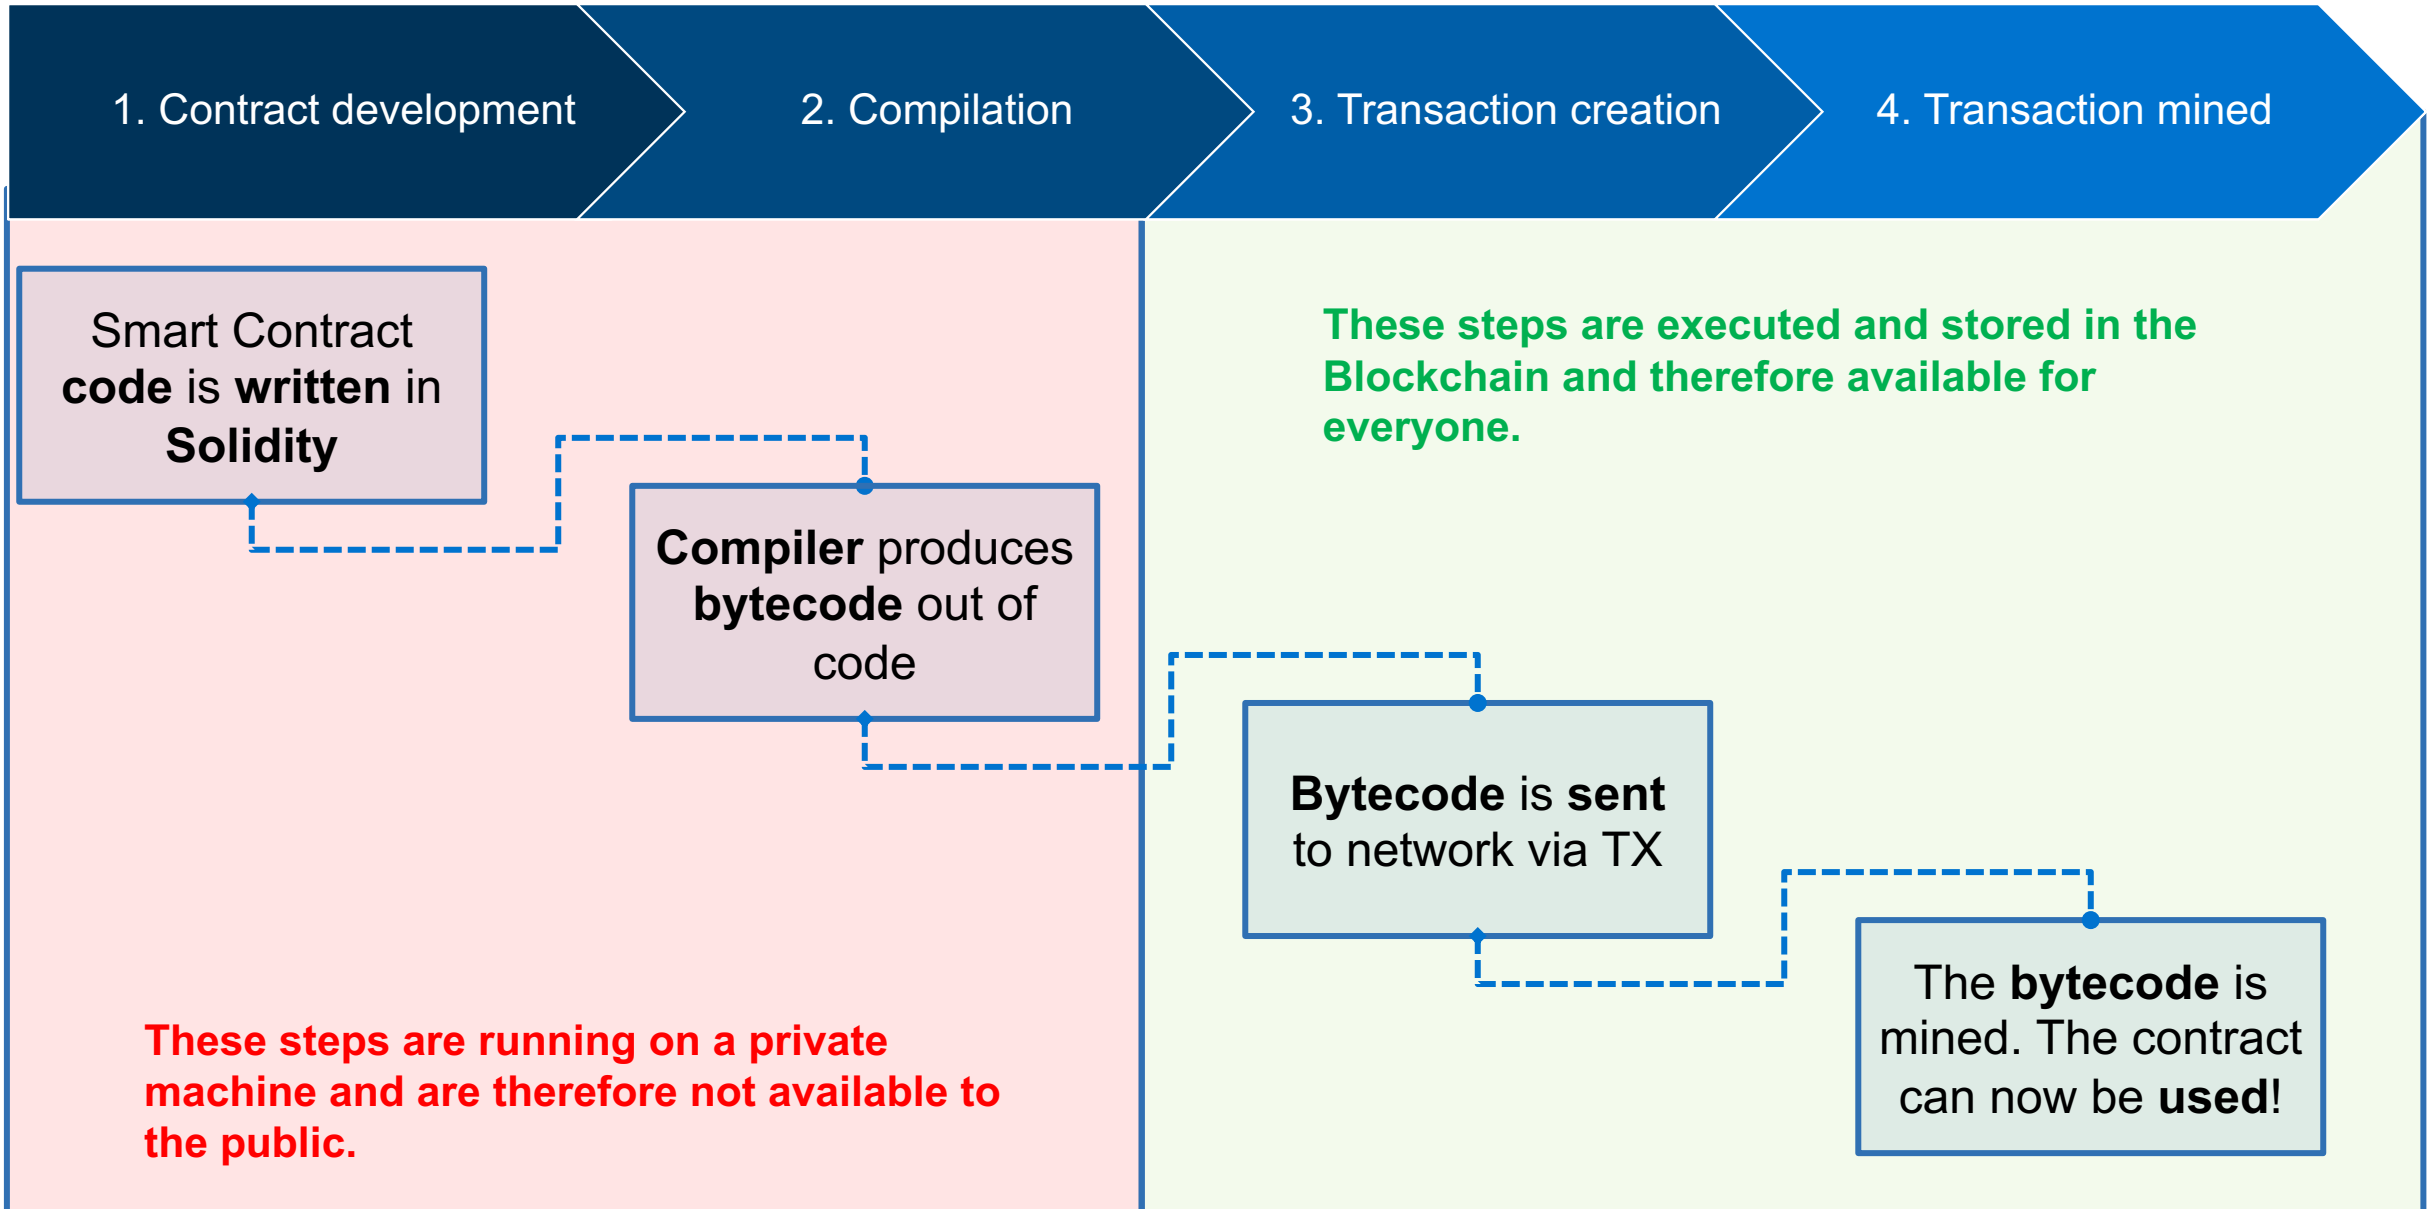 1. Contract development
2. Compilation
3. Transaction creation
4. Transaction mined
Smart Contract
code is written in
Solidity
These steps are executed and stored in the
Blockchain and therefore available for
everyone.
Compiler produces
bytecode out of
code
Bytecode is sent
to network via TX
The bytecode is
mined. The contract
can now be used!
These steps are running on a private
machine and are therefore not available to
the public.